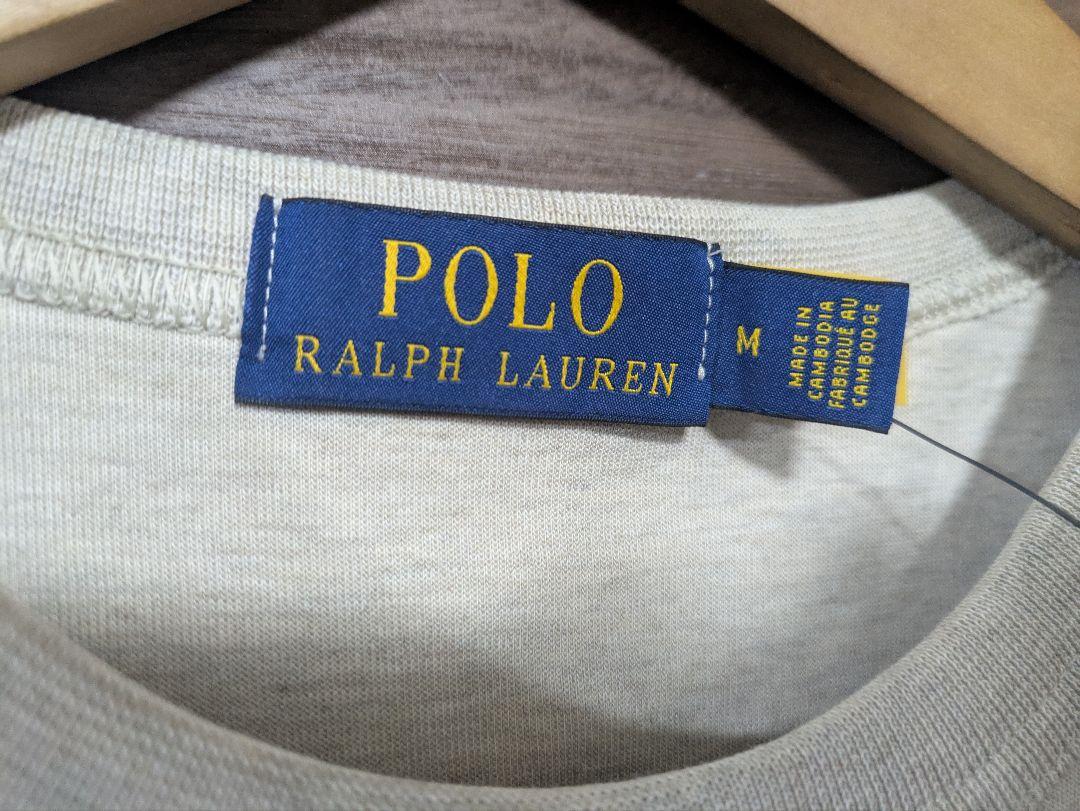 POLO
RALPH LAUREN
M
MADE IN
CAMBODIA
FABRIQUÉ AU
CAMBODGE